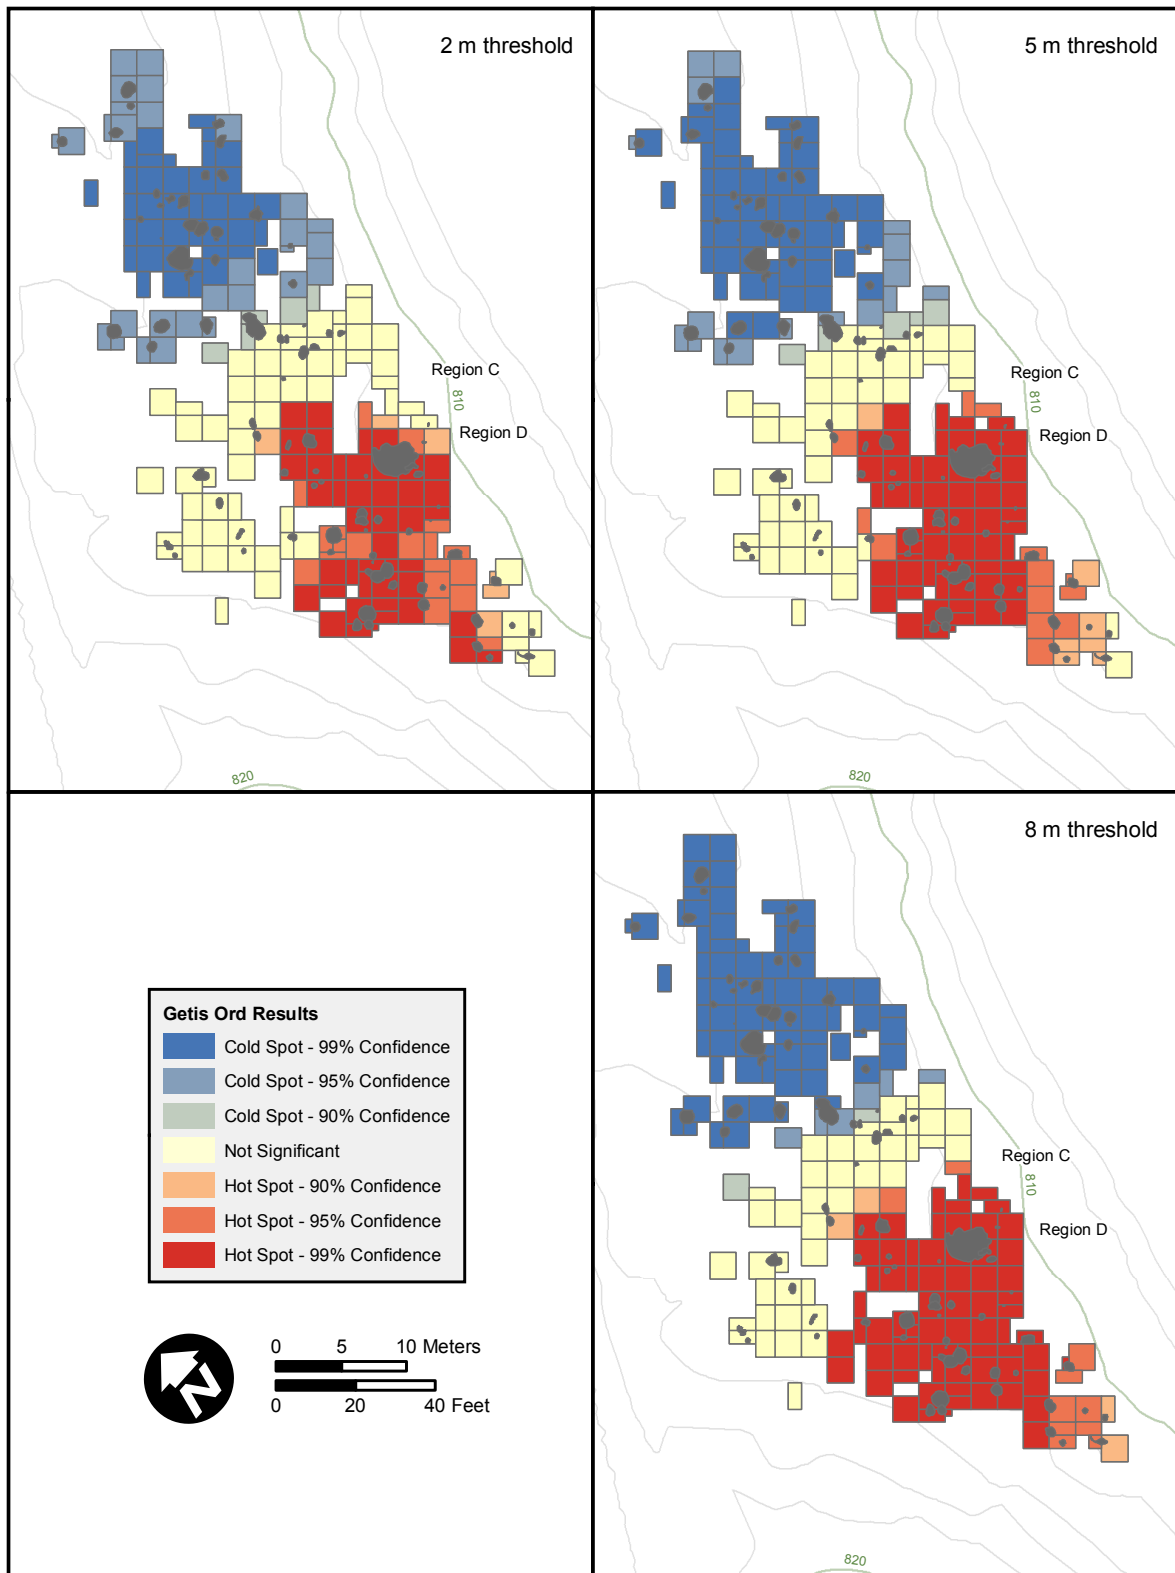 2 m threshold
Region C
810
Region D
820
5 m threshold
Region C
810
Region D
820
8 m threshold
Region C
810
Region D
820
Getis Ord Results
Cold Spot - 99% Confidence
Cold Spot - 95% Confidence
Cold Spot - 90% Confidence
Not Significant
Hot Spot - 90% Confidence
Hot Spot - 95% Confidence
Hot Spot - 99% Confidence
N
0 5 10 Meters
0 20 40 Feet